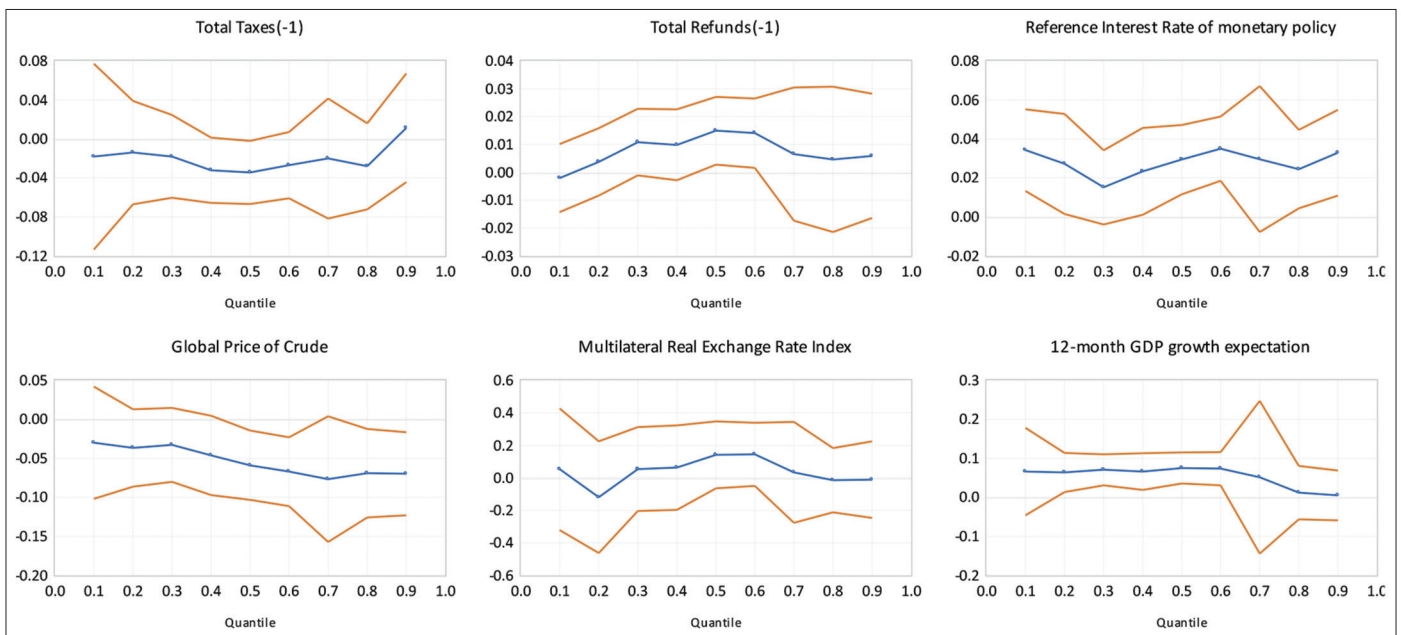 Total Taxes(-1)
0.08
0.04
0.00
-0.04
-0.08
-0.12
0.0 0.1 0.2 0.3 0.4 0.5 0.6 0.7 0.8 0.9 1.0
Quantile
Total Refunds(-1)
0.04
0.03
0.02
0.01
0.00
-0.01
-0.02
-0.03
0.0 0.1 0.2 0.3 0.4 0.5 0.6 0.7 0.8 0.9 1.0
Quantile
Reference Interest Rate of monetary policy
0.08
0.06
0.04
0.02
0.00
-0.02
0.0 0.1 0.2 0.3 0.4 0.5 0.6 0.7 0.8 0.9 1.0
Quantile
Global Price of Crude
0.05
0.00
-0.05
-0.10
-0.15
-0.20
0.0 0.1 0.2 0.3 0.4 0.5 0.6 0.7 0.8 0.9 1.0
Quantile
Multilateral Real Exchange Rate Index
0.6
0.4
0.2
0.0
-0.2
-0.4
-0.6
0.0 0.1 0.2 0.3 0.4 0.5 0.6 0.7 0.8 0.9 1.0
Quantile
12-month GDP growth expectation
0.3
0.2
0.1
0.0
-0.1
-0.2
0.0 0.1 0.2 0.3 0.4 0.5 0.6 0.7 0.8 0.9 1.0
Quantile